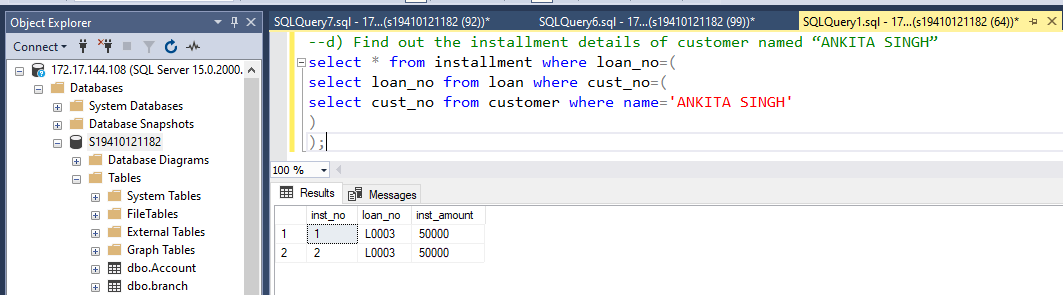 Object Explorer
SQLQuery7.sql - 17...(s19410121182 (92))*
SQLQuery6.sql - 17...(s19410121182 (99))*
SQLQuery1.sql - 17...(s19410121182 (64))*
Connect
172.17.144.108 (SQL Server 15.0.2000.
Databases
System Databases
Database Snapshots
S19410121182
Database Diagrams
Tables
System Tables
FileTables
External Tables
Graph Tables
dbo.Account
dbo.branch
--d) Find out the installment details of customer named “ANKITA SINGH”
select * from installment where loan_no=(
select loan_no from loan where cust_no=(
select cust_no from customer where name='ANKITA SINGH'
)
);
100 %
Results Messages
inst_no loan_no inst_amount
1 1 L0003 50000
2 2 L0003 50000